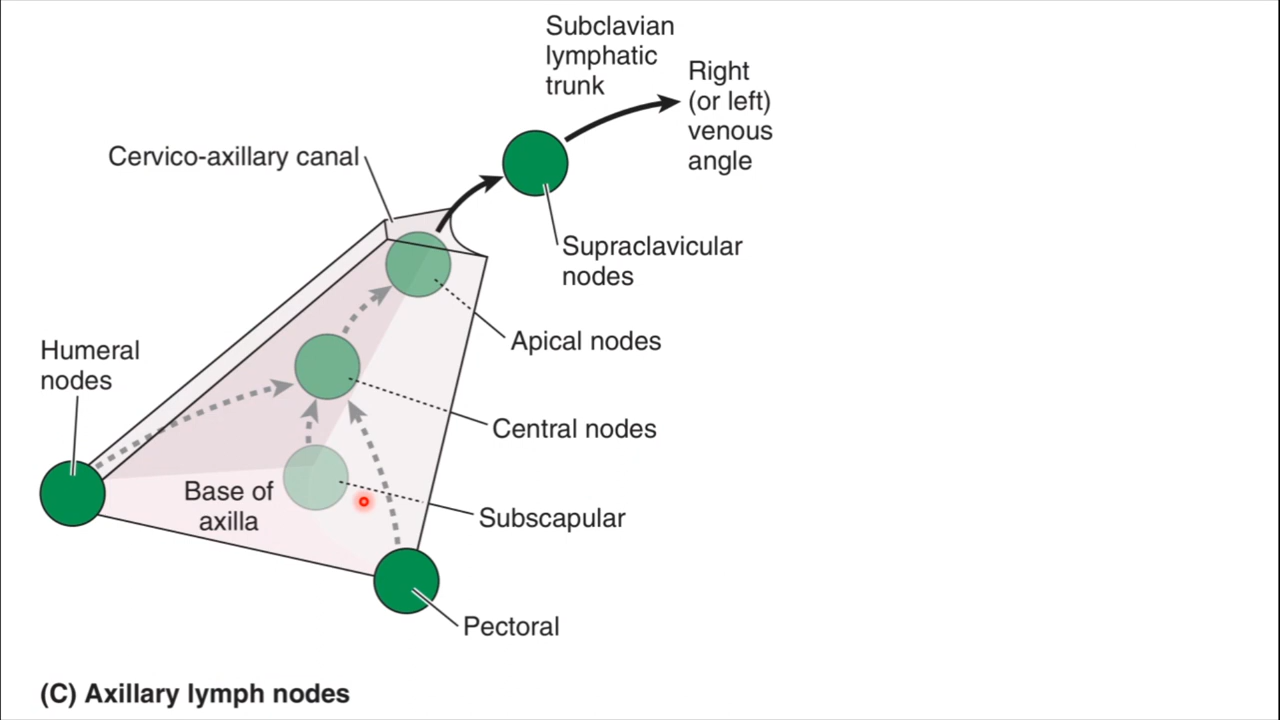 Subclavian
lymphatic
trunk
Right
(or left)
venous
angle
Cervico-axillary canal
Supraclavicular
nodes
Apical nodes
Humeral
nodes
Central nodes
Base of
axilla
Subscapular
Pectoral
(C) Axillary lymph nodes